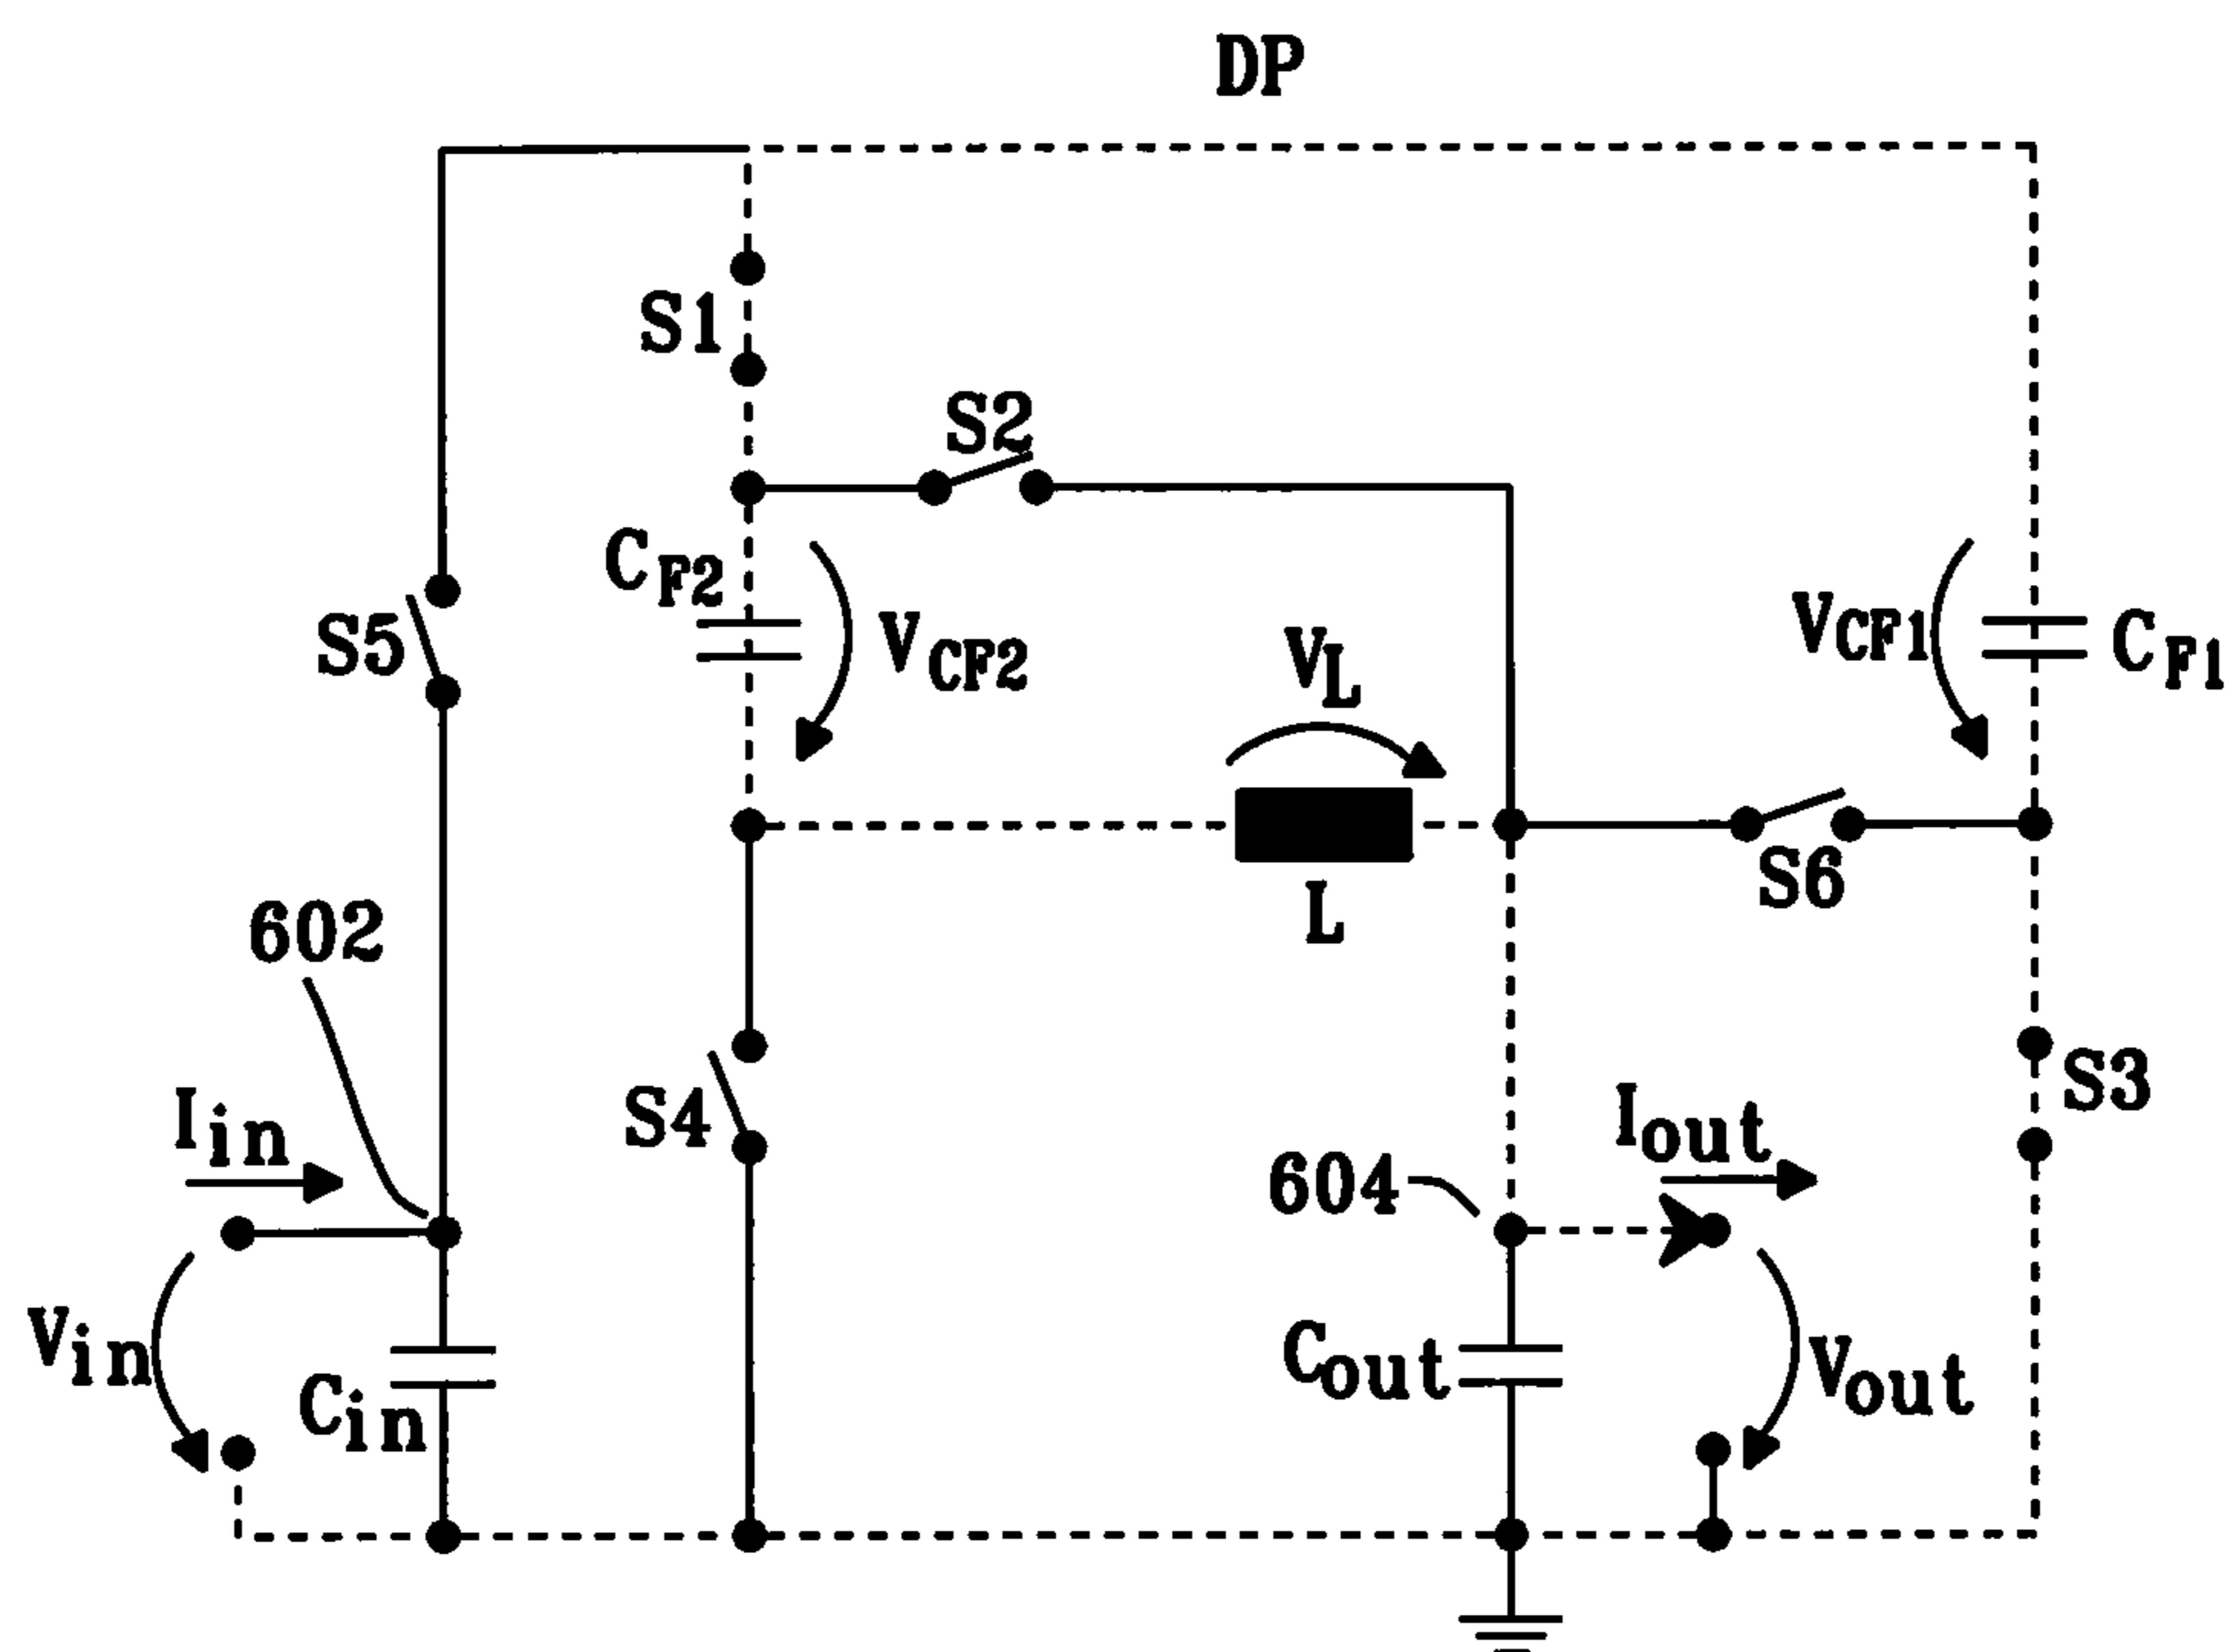 DP
S1
S2
CF2
VCF2
S5
VL
VCF1
CF1
L
S6
602
S4
S3
Iin
Iout
604
Vin
Cin
Cout
Vout